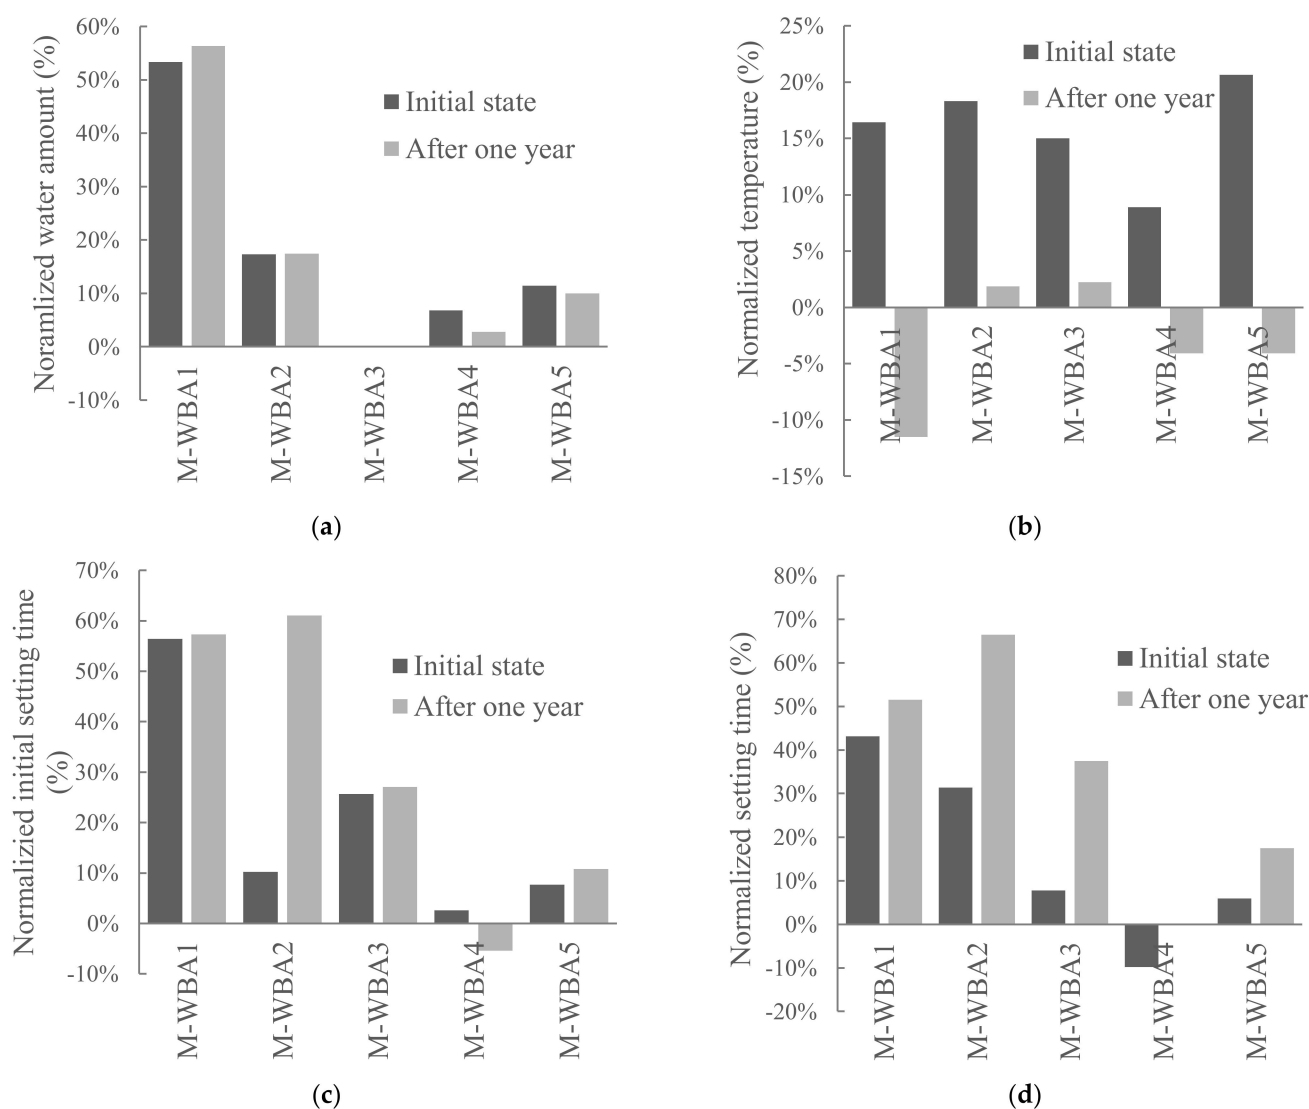 60%
50%
40%
30%
20%
10%
0%
-10%
Noramlized water amount (%)
Initial state
After one year
M-WBA1
M-WBA2
M-WBA3
M-WBA4
M-WBA5
(a)
25%
20%
15%
10%
5%
0%
-5%
-10%
-15%
Normalized temperature (%)
Initial state
After one year
M-WBA1
M-WBA2
M-WBA3
M-WBA4
M-WBA5
(b)
70%
60%
50%
40%
30%
20%
10%
0%
-10%
Normalizied initial setting time
(%)
Initial state
After one year
M-WBA1
M-WBA2
M-WBA3
M-WBA4
M-WBA5
(c)
80%
70%
60%
50%
40%
30%
20%
10%
0%
-10%
-20%
Normalized setting time (%)
Initial state
After one year
M-WBA1
M-WBA2
M-WBA3
M-WBA4
M-WBA5
(d)